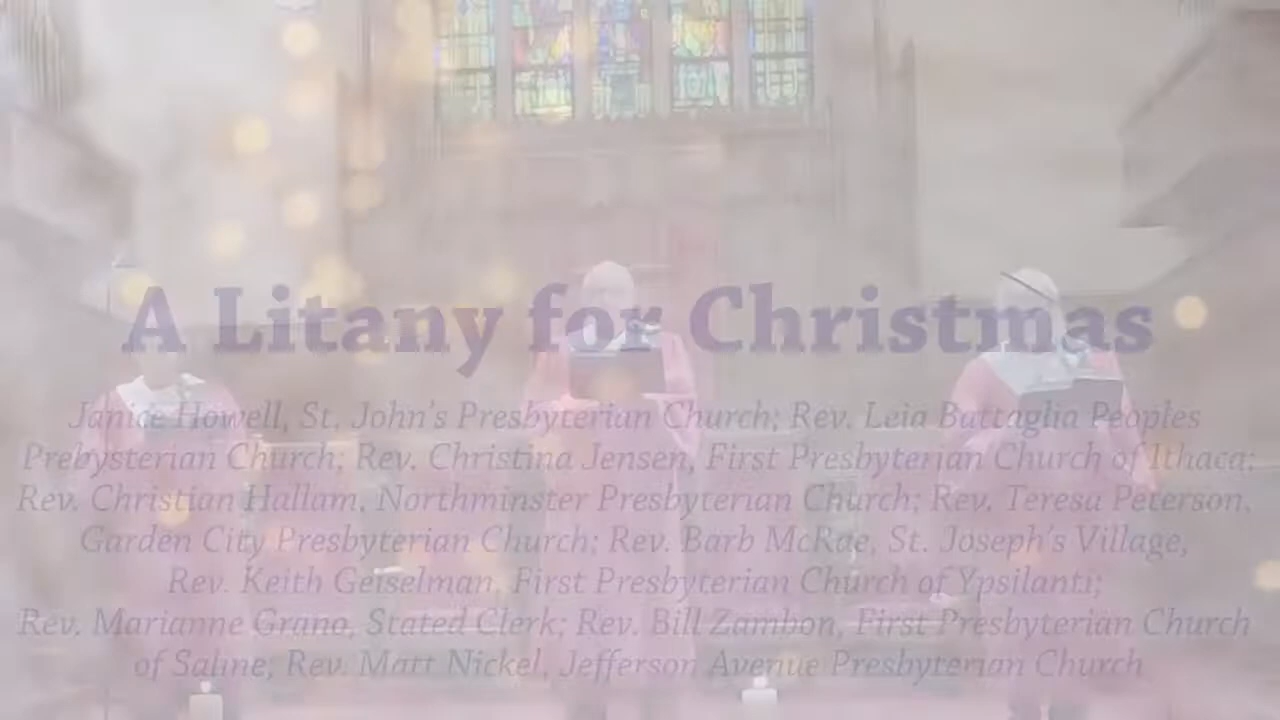 A Litany for Christmas
Janice Howell, St. John's Presbyterian Church; Rev. Leia Battaglia Peoples
Prebysterian Church; Rev. Christina Jensen, First Presbyterian Church of Ithaca;
Rev. Christian Hallam, Northminster Presbyterian Church; Rev. Teresa Peterson,
Garden City Presbyterian Church; Rev. Barb McRae, St. Joseph's Village,
Rev. Keith Geiselman, First Presbyterian Church of Ypsilanti;
Rev. Marianne Grano, Stated Clerk; Rev. Bill Zambon, First Presbyterian Church
of Saline; Rev. Matt Nickel, Jefferson Avenue Presbyterian Church